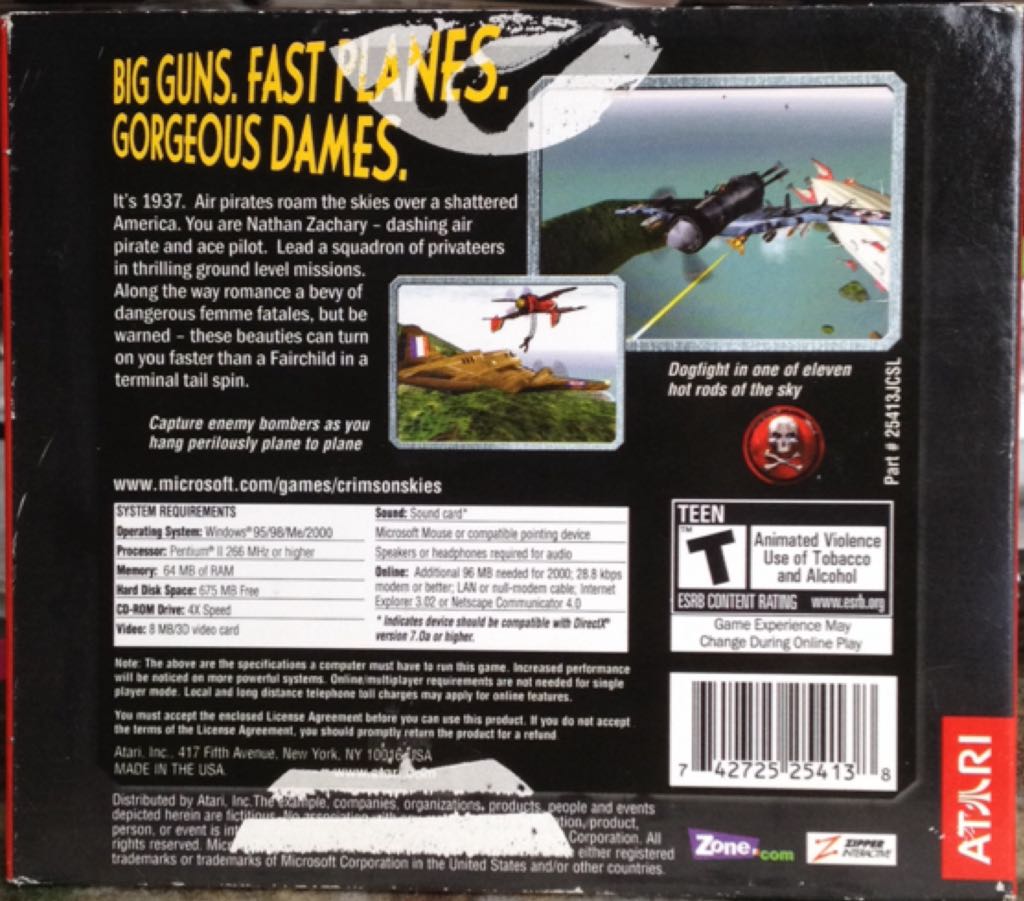 BIG GUNS. FAST PLANES.
GORGEOUS DAMES.
It's 1937. Air pirates roam the skies over a shattered
America. You are Nathan Zachary – dashing air
pirate and ace pilot. Lead a squadron of privateers
in thrilling ground level missions.
Along the way romance a bevy of
dangerous femme fatales, but be
warned – these beauties can turn
on you faster than a Fairchild in a
terminal tail spin.
Capture enemy bombers as you
hang perilously plane to plane
Dogfight in one of eleven
hot rods of the sky
Part # 25413JCSL
www.microsoft.com/games/crimsonskies
SYSTEM REQUIREMENTS
Operating System: Windows® 95/98/Me/2000
Processor: Pentium® II 266 MHz or higher
Memory: 64 MB of RAM
Hard Disk Space: 675 MB Free
CD-ROM Drive: 4X Speed
Video: 8 MB/3D video card
Sound: Sound card*
Microsoft Mouse or compatible pointing device
Speakers or headphones required for audio
Online: Additional 96 MB needed for 2000; 28.8 kbps
modem or better; LAN or null-modem cable; Internet
Explorer 3.02 or Netscape Communicator 4.0
* Indicates device should be compatible with DirectX®
version 7.0a or higher.
TEEN
T
TM
Animated Violence
Use of Tobacco
and Alcohol
ESRB CONTENT RATING www.esrb.org
Game Experience May
Change During Online Play
Note: The above are the specifications a computer must have to run this game. Increased performance
will be noticed on more powerful systems. Online/multiplayer requirements are not needed for single
player mode. Local and long distance telephone toll charges may apply for online features.
You must accept the enclosed License Agreement before you can use this product. If you do not accept
the terms of the License Agreement, you should promptly return the product for a refund.
Atari, Inc., 417 Fifth Avenue, New York, NY 10016 USA
MADE IN THE USA.
Distributed by Atari, Inc. The example, companies, organizations, products, people and events
depicted herein are fictitious. No association with
product,
person, or event is
Corporation. All
rights reserved.
either registered
trademarks or trademarks of Microsoft Corporation in the United States and/or other countries.
7 42725 25413 8
Zone.com
ZIPPER
INTERACTIVE
ATARI